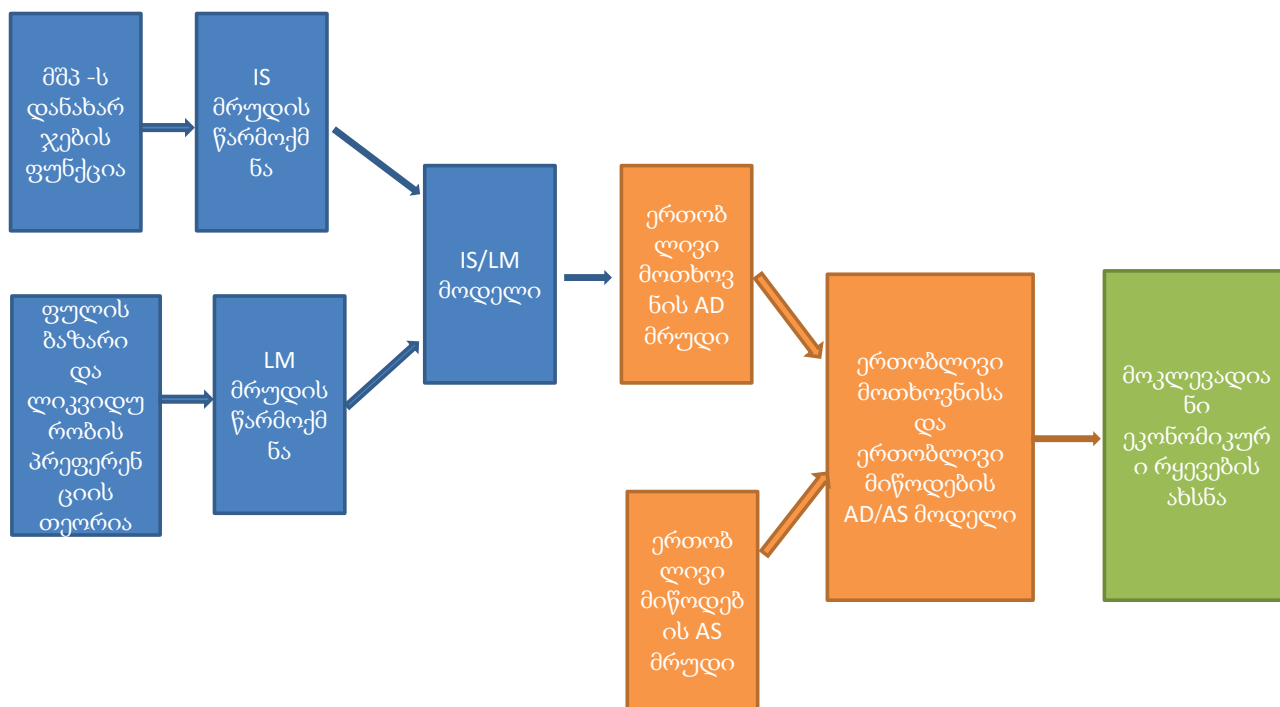 მშპ -ს
დანახარ
ჯების
ფუნქცია
IS
მრუდის
წარმოქმ
ნა
ფულის
ბაზარი
და
ლიკვიდუ
რობის
პრეფერენ
ციის
თეორია
LM
მრუდის
წარმოქმ
ნა
IS/LM
მოდელი
ერთობ
ლივი
მოთხოვ
ნის AD
მრუდი
ერთობ
ლივი
მიწოდებ
ის AS
მრუდი
ერთობლივი
მოთხოვნისა
და
ერთობლივი
მიწოდების
AD/AS მოდელი
მოკლევადია
ნი
ეკონომიკურ
ი რყევების
ახსნა